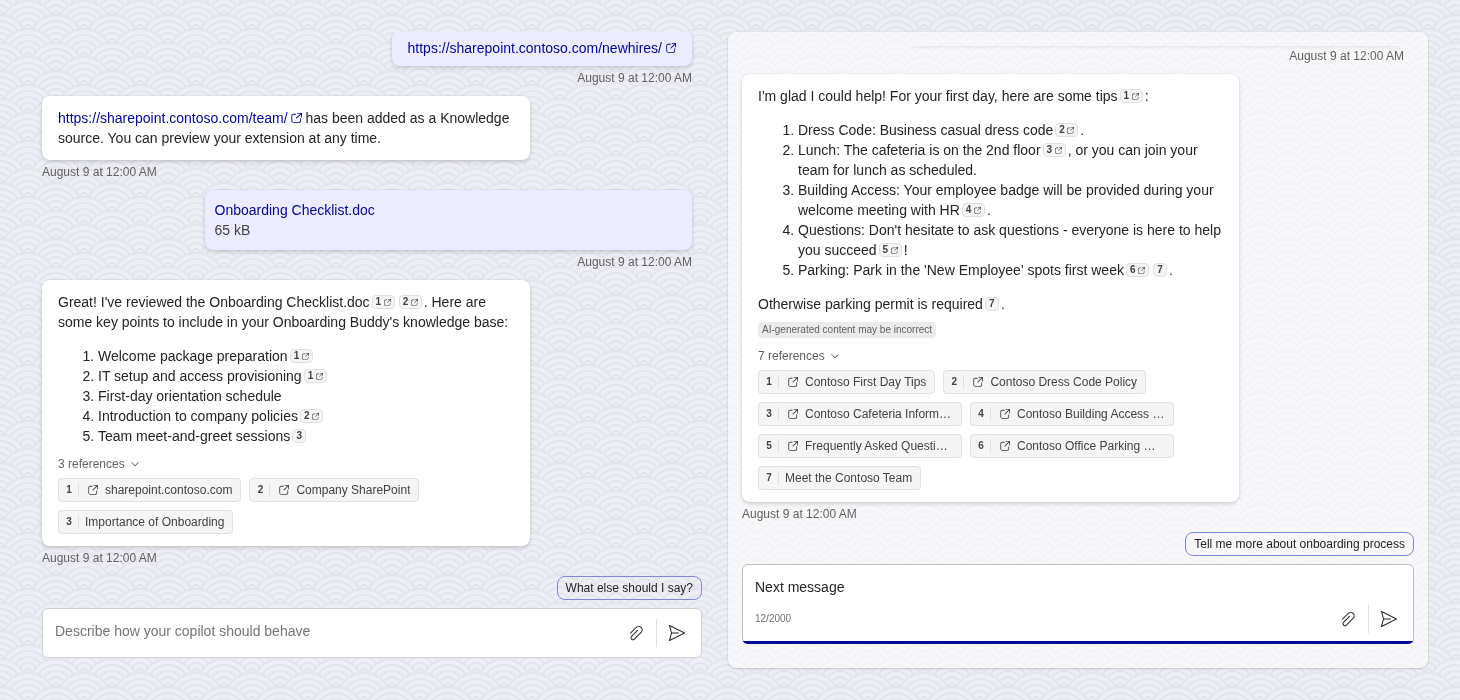 https://sharepoint.contoso.com/newhires/
August 9 at 12:00 AM
https://sharepoint.contoso.com/team/ has been added as a Knowledge
source. You can preview your extension at any time.
August 9 at 12:00 AM
Onboarding Checklist.doc
65 kB
August 9 at 12:00 AM
Great! I've reviewed the Onboarding Checklist.doc 1 2 . Here are
some key points to include in your Onboarding Buddy's knowledge base:
1. Welcome package preparation 1
2. IT setup and access provisioning 1
3. First-day orientation schedule
4. Introduction to company policies 2
5. Team meet-and-greet sessions 3
3 references
1 sharepoint.contoso.com
2 Company SharePoint
3 Importance of Onboarding
August 9 at 12:00 AM
What else should I say?
Describe how your copilot should behave
August 9 at 12:00 AM
I'm glad I could help! For your first day, here are some tips 1 :
1. Dress Code: Business casual dress code 2 .
2. Lunch: The cafeteria is on the 2nd floor 3 , or you can join your
team for lunch as scheduled.
3. Building Access: Your employee badge will be provided during your
welcome meeting with HR 4 .
4. Questions: Don't hesitate to ask questions - everyone is here to help
you succeed 5 !
5. Parking: Park in the 'New Employee' spots first week 6 7 .
Otherwise parking permit is required 7 .
AI-generated content may be incorrect
7 references
1 Contoso First Day Tips
2 Contoso Dress Code Policy
3 Contoso Cafeteria Inform…
4 Contoso Building Access …
5 Frequently Asked Questi…
6 Contoso Office Parking …
7 Meet the Contoso Team
August 9 at 12:00 AM
Tell me more about onboarding process
Next message
12/2000